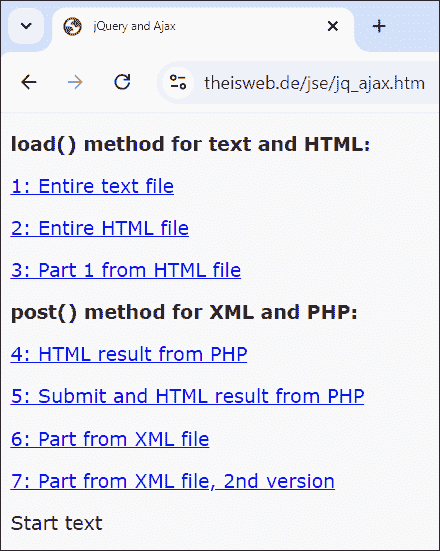 jQuery and Ajax
theisweb.de/jse/jq_ajax.htm
load() method for text and HTML:
1: Entire text file
2: Entire HTML file
3: Part 1 from HTML file
post() method for XML and PHP:
4: HTML result from PHP
5: Submit and HTML result from PHP
6: Part from XML file
7: Part from XML file, 2nd version
Start text